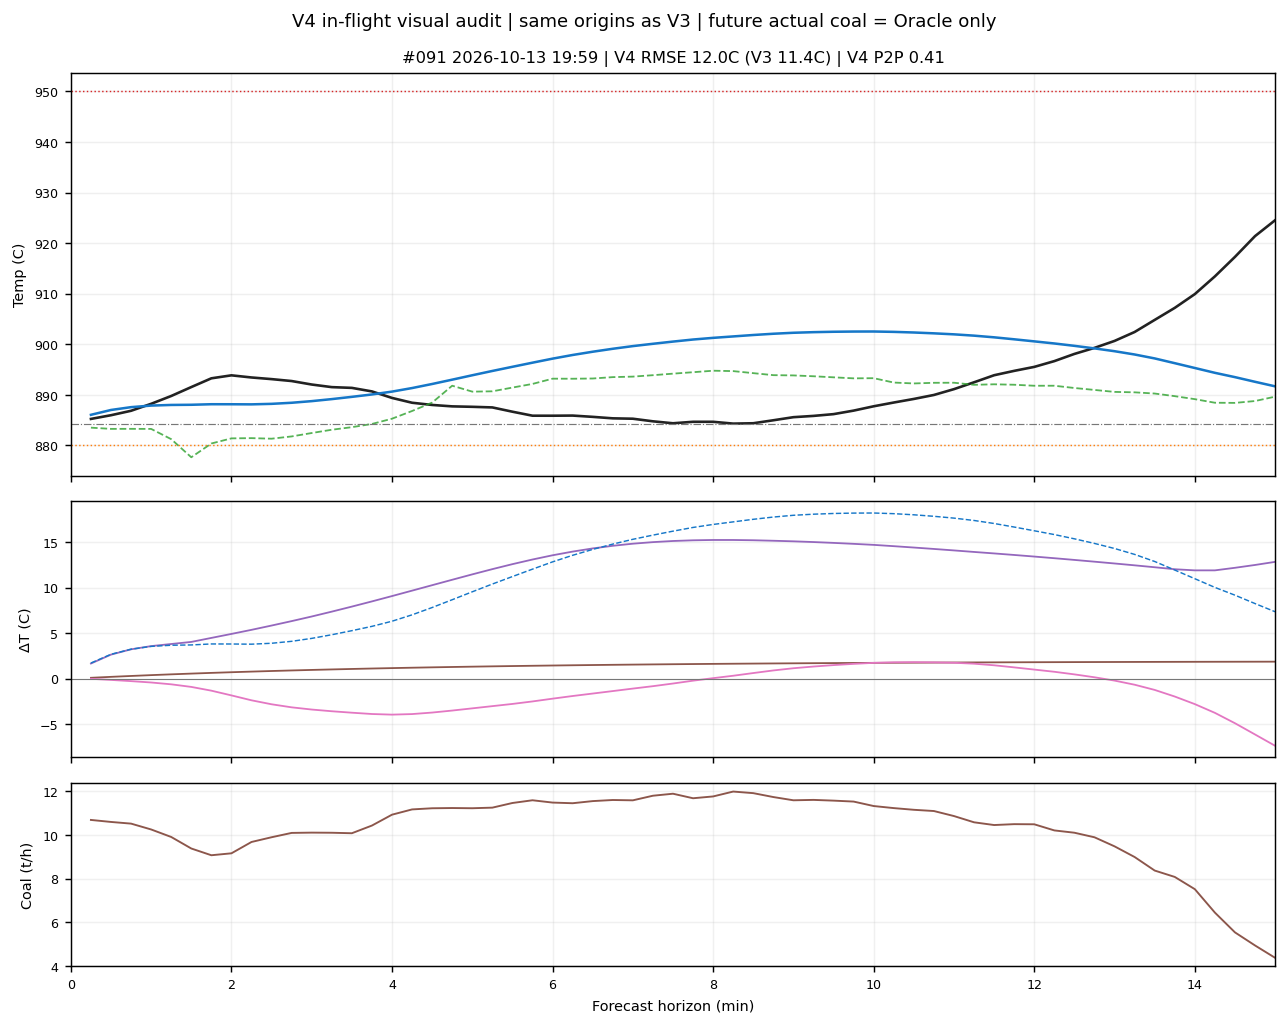 V4 in-flight visual audit | same origins as V3 | future actual coal = Oracle only
#091 2026-10-13 19:59 | V4 RMSE 12.0C (V3 11.4C) | V4 P2P 0.41
950
940
930
920
910
900
890
880
Temp (C)
15
10
5
0
−5
ΔT (C)
12
10
8
6
4
Coal (t/h)
0 2 4 6 8 10 12 14
Forecast horizon (min)